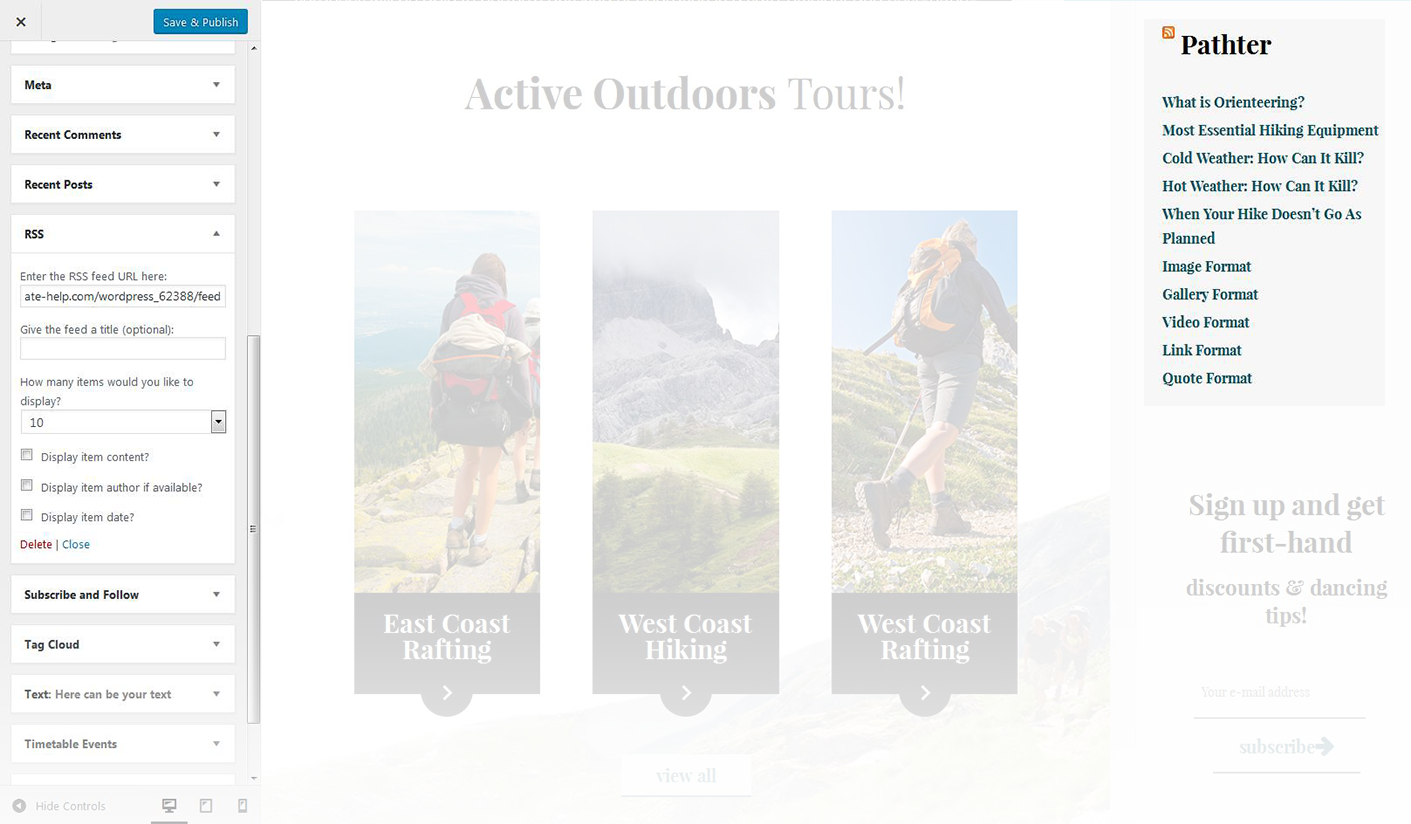 Save & Publish
Meta
Recent Comments
Recent Posts
RSS
Enter the RSS feed URL here:
ate-help.com/wordpress_62388/feed
Give the feed a title (optional):
How many items would you like to
display?
10
Display item content?
Display item author if available?
Display item date?
Delete | Close
Subscribe and Follow
Tag Cloud
Text: Here can be your text
Timetable Events
Hide Controls
Active Outdoors Tours!
East Coast
Rafting
West Coast
Hiking
West Coast
Rafting
view all
Pathter
What is Orienteering?
Most Essential Hiking Equipment
Cold Weather: How Can It Kill?
Hot Weather: How Can It Kill?
When Your Hike Doesn’t Go As
Planned
Image Format
Gallery Format
Video Format
Link Format
Quote Format
Sign up and get
first-hand
discounts & dancing
tips!
Your e-mail address
subscribe